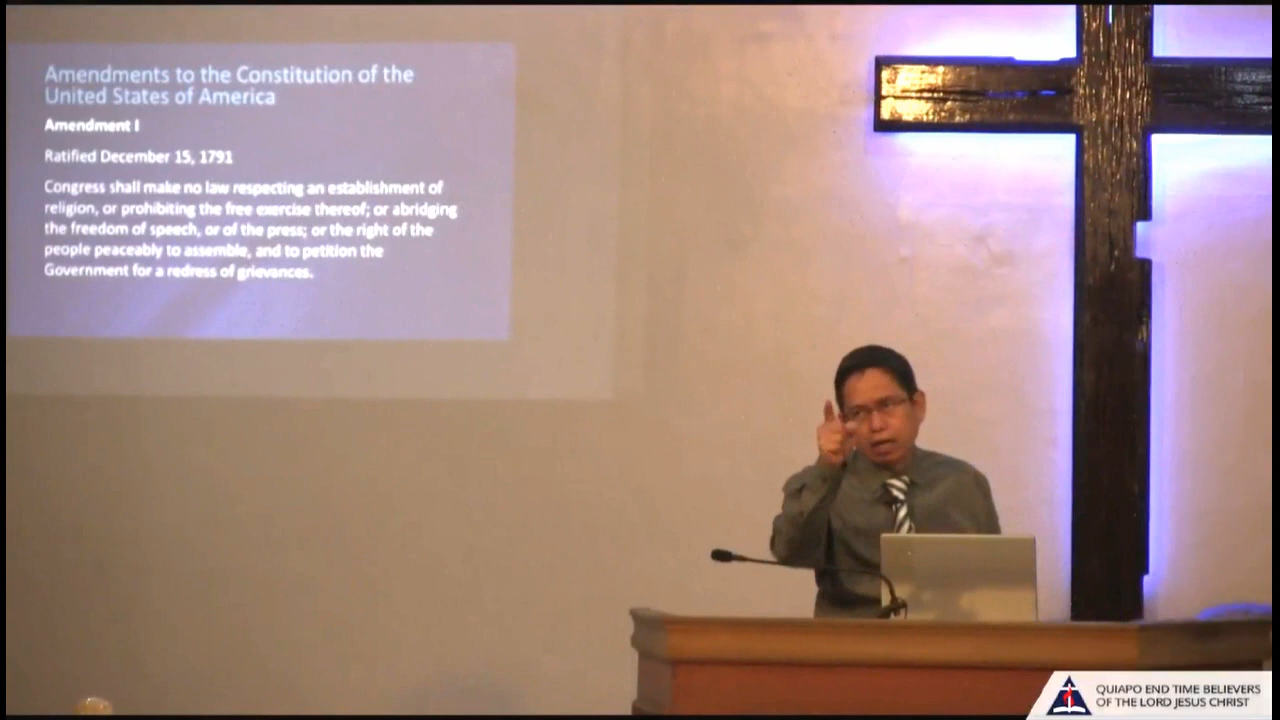 Amendments to the Constitution of the
United States of America
Amendment I
Ratified December 15, 1791
Congress shall make no law respecting an establishment of
religion, or prohibiting the free exercise thereof; or abridging
the freedom of speech, or of the press; or the right of the
people peaceably to assemble, and to petition the
Government for a redress of grievances.
QUIAPO END TIME BELIEVERS
OF THE LORD JESUS CHRIST